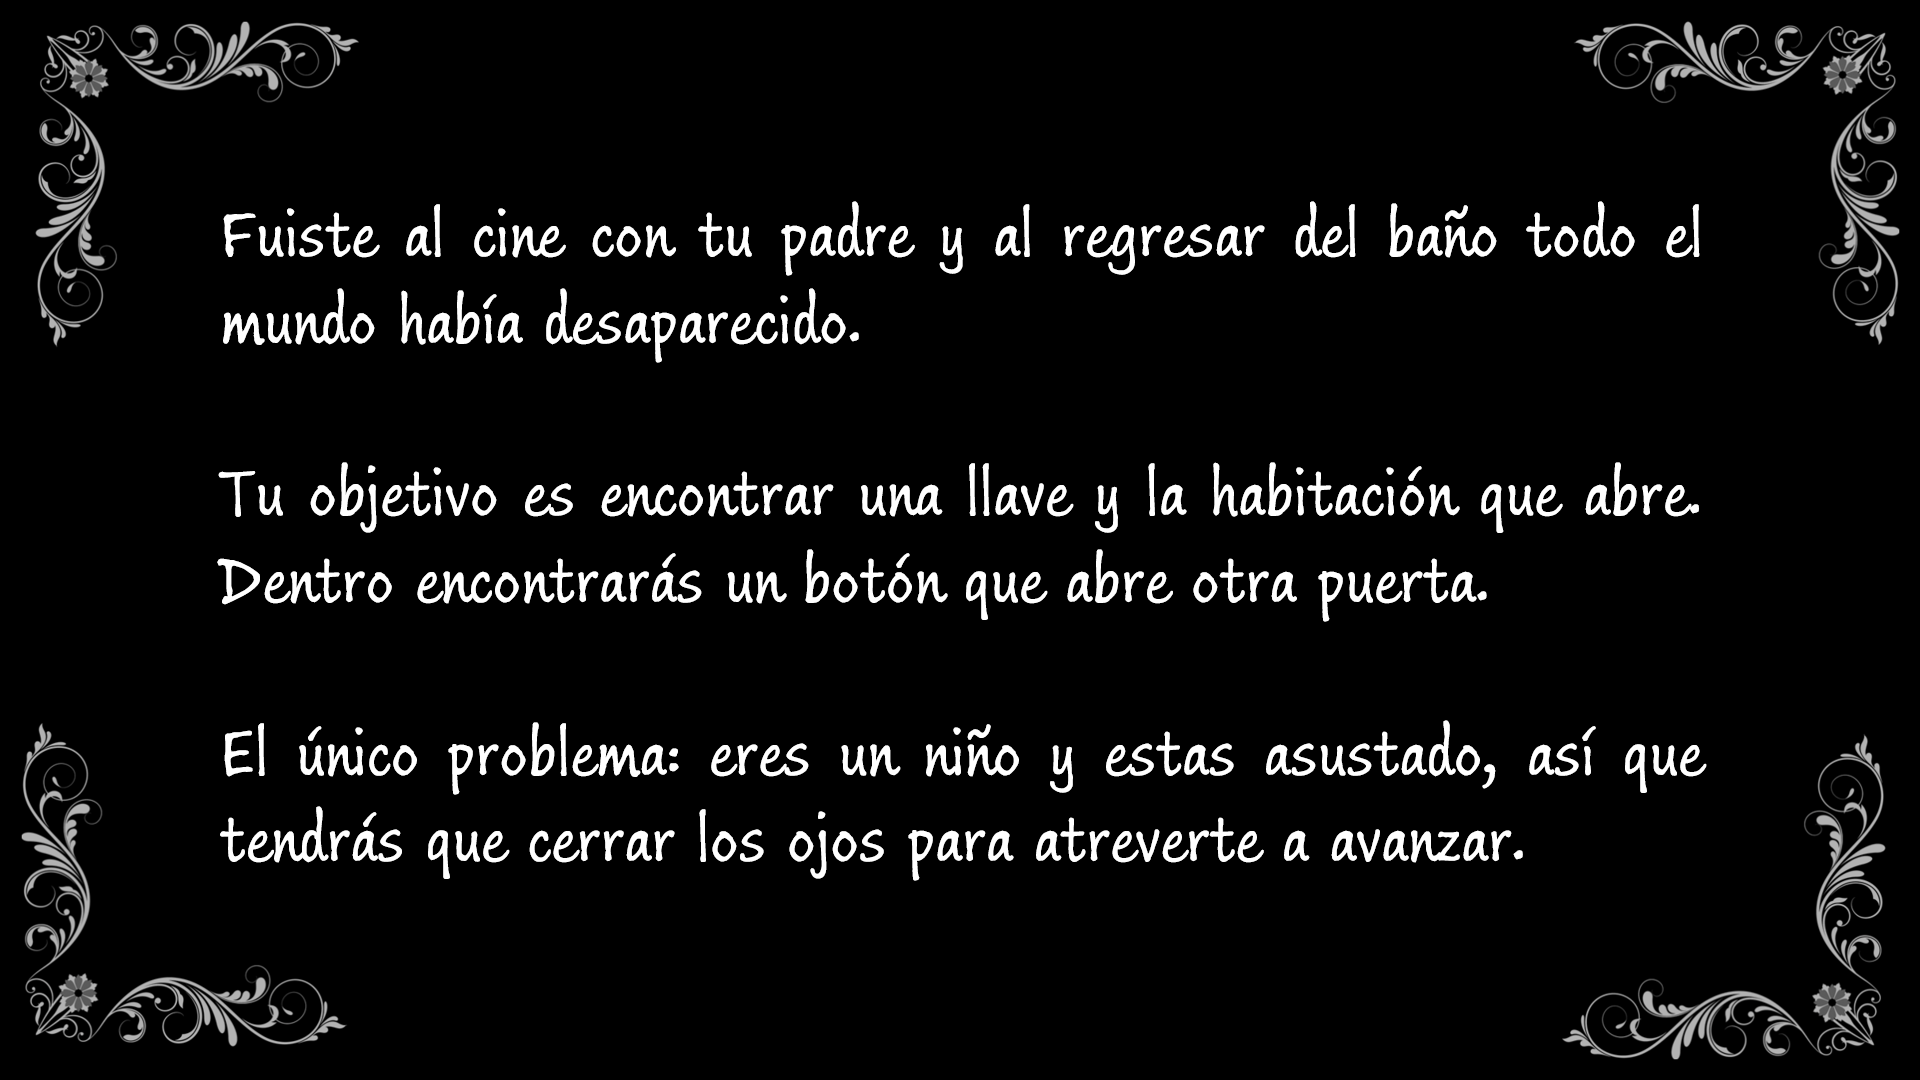 Fuiste al cine con tu padre y al regresar del baño todo el
mundo había desaparecido.
Tu objetivo es encontrar una llave y la habitación que abre.
Dentro encontrarás un botón que abre otra puerta.
El único problema: eres un niño y estas asustado, así que
tendrás que cerrar los ojos para atreverte a avanzar.